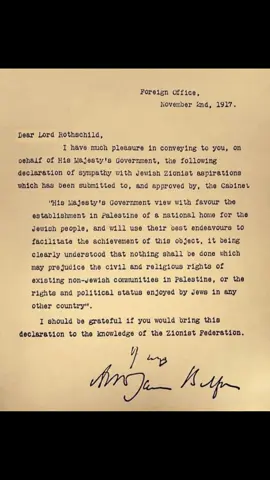 Foreign Office,
November 2nd, 1917.
Dear Lord Rothschild,
I have much pleasure in conveying to you, on
behalf of His Majesty's Government, the following
declaration of sympathy with Jewish Zionist aspirations
which has been submitted to, and approved by, the Cabinet
"His Majesty's Government view with favour the
establishment in Palestine of a national home for the
Jewish people, and will use their best endeavours to
facilitate the achievement of this object, it being
clearly understood that nothing shall be done which
may prejudice the civil and religious rights of
existing non-Jewish communities in Palestine, or the
rights and political status enjoyed by Jews in any
other country".
I should be grateful if you would bring this
declaration to the knowledge of the Zionist Federation.